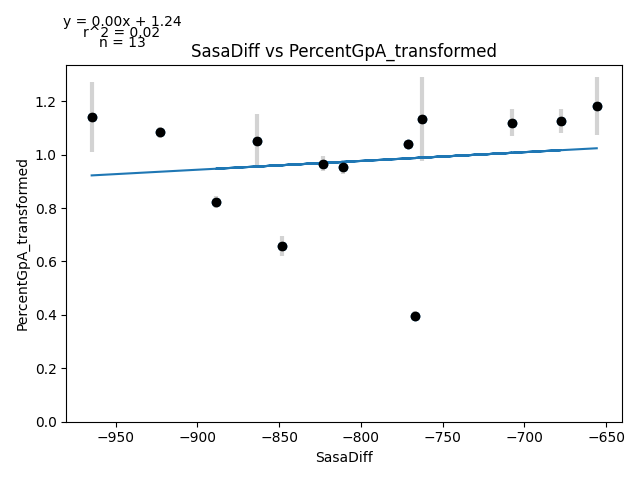 y = 0.00x + 1.24
r^2 = 0.02
n = 13
SasaDiff vs PercentGpA_transformed
PercentGpA_transformed
1.2
1.0
0.8
0.6
0.4
0.2
0.0
−950 −900 −850 −800 −750 −700 −650
SasaDiff